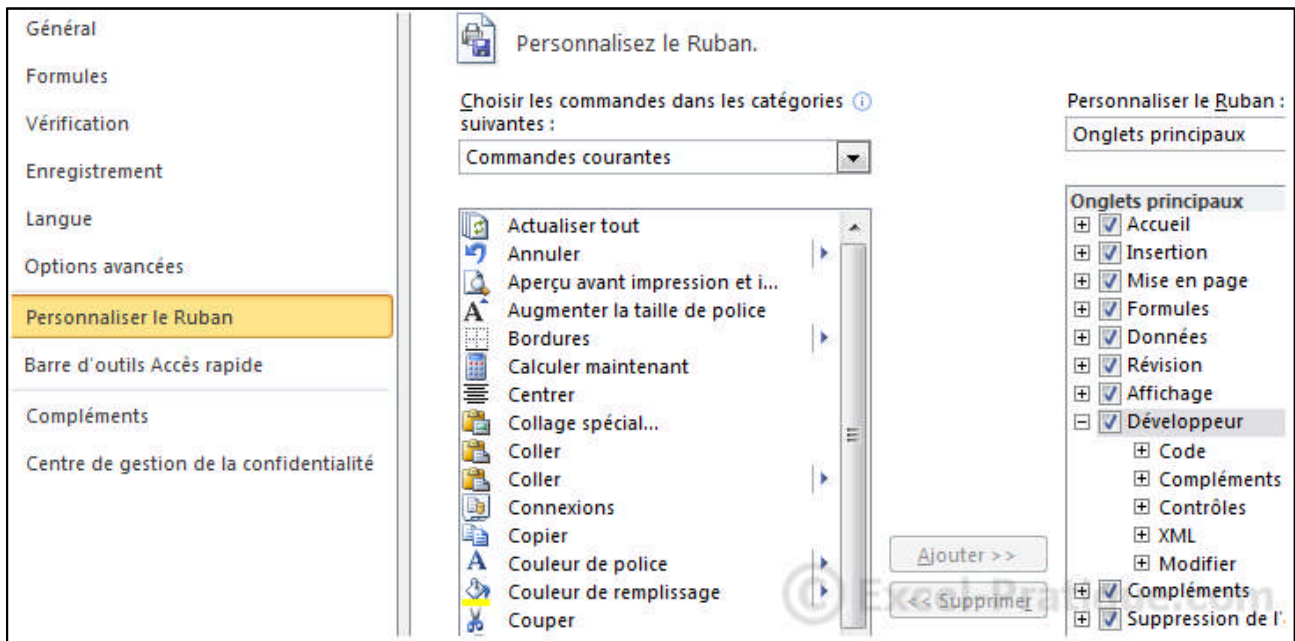 Général
Formules
Vérification
Enregistrement
Langue
Options avancées
Personnaliser le Ruban
Barre d'outils Accès rapide
Compléments
Centre de gestion de la confidentialité
Personnalisez le Ruban.
Choisir les commandes dans les catégories
suivantes :
Commandes courantes
Actualiser tout
Annuler
Aperçu avant impression et i...
Augmenter la taille de police
Bordures
Calculer maintenant
Centrer
Collage spécial...
Coller
Coller
Connexions
Copier
Couleur de police
Couleur de remplissage
Couper
Ajouter >>
<< Supprimer
Personnaliser le Ruban :
Onglets principaux
Onglets principaux
Accueil
Insertion
Mise en page
Formules
Données
Révision
Affichage
Développeur
Code
Compléments
Contrôles
XML
Modifier
Compléments
Suppression de l'
© Excel-Pratique.com